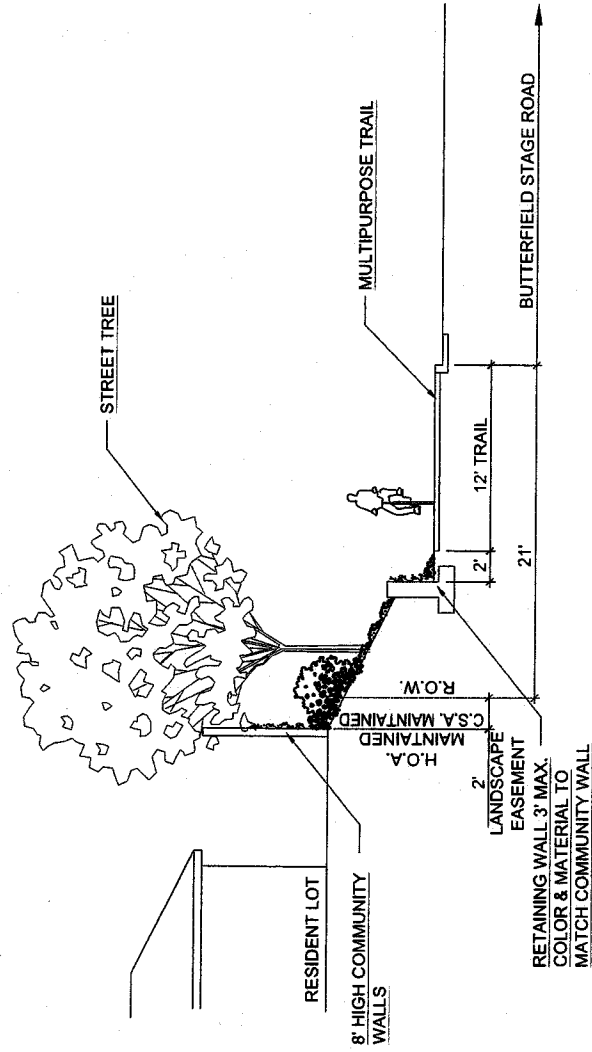 STREET TREE
MULTIPURPOSE TRAIL
RESIDENT LOT
8' HIGH COMMUNITY
WALLS
H.O.A.
MAINTAINED
C.S.A. MAINTAINED
R.O.W.
2'
LANDSCAPE
EASEMENT
2'
12' TRAIL
21'
BUTTERFIELD STAGE ROAD
RETAINING WALL 3' MAX.
COLOR & MATERIAL TO
MATCH COMMUNITY WALL